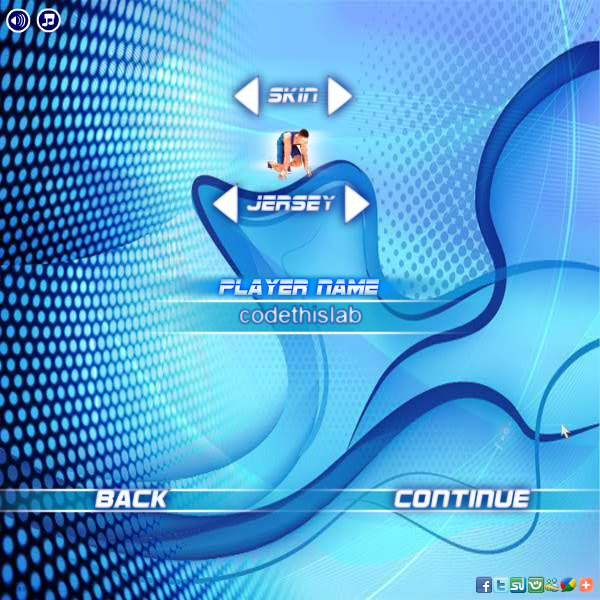 SKIN
JERSEY
PLAYER NAME
codethislab
BACK CONTINUE